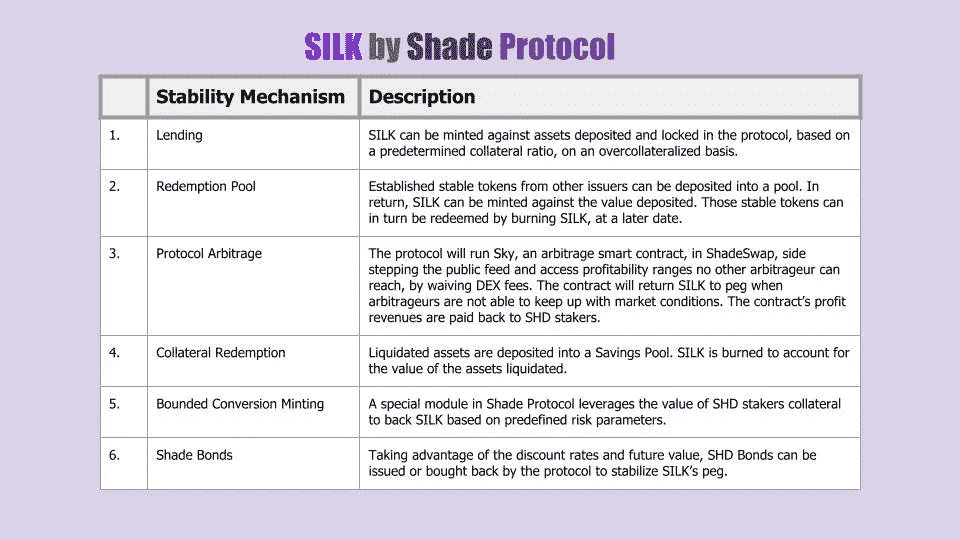 SILK by Shade Protocol
Stability Mechanism Description
1. Lending SILK can be minted against assets deposited and locked in the protocol, based on
a predetermined collateral ratio, on an overcollateralized basis.
2. Redemption Pool Established stable tokens from other issuers can be deposited into a pool. In
return, SILK can be minted against the value deposited. Those stable tokens can
in turn be redeemed by burning SILK, at a later date.
3. Protocol Arbitrage The protocol will run Sky, an arbitrage smart contract, in ShadeSwap, side
stepping the public feed and access profitability ranges no other arbitrageur can
reach, by waiving DEX fees. The contract will return SILK to peg when
arbitrageurs are not able to keep up with market conditions. The contract's profit
revenues are paid back to SHD stakers.
4. Collateral Redemption Liquidated assets are deposited into a Savings Pool. SILK is burned to account for
the value of the assets liquidated.
5. Bounded Conversion Minting A special module in Shade Protocol leverages the value of SHD stakers collateral
to back SILK based on predefined risk parameters.
6. Shade Bonds Taking advantage of the discount rates and future value, SHD Bonds can be
issued or bought back by the protocol to stabilize SILK's peg.